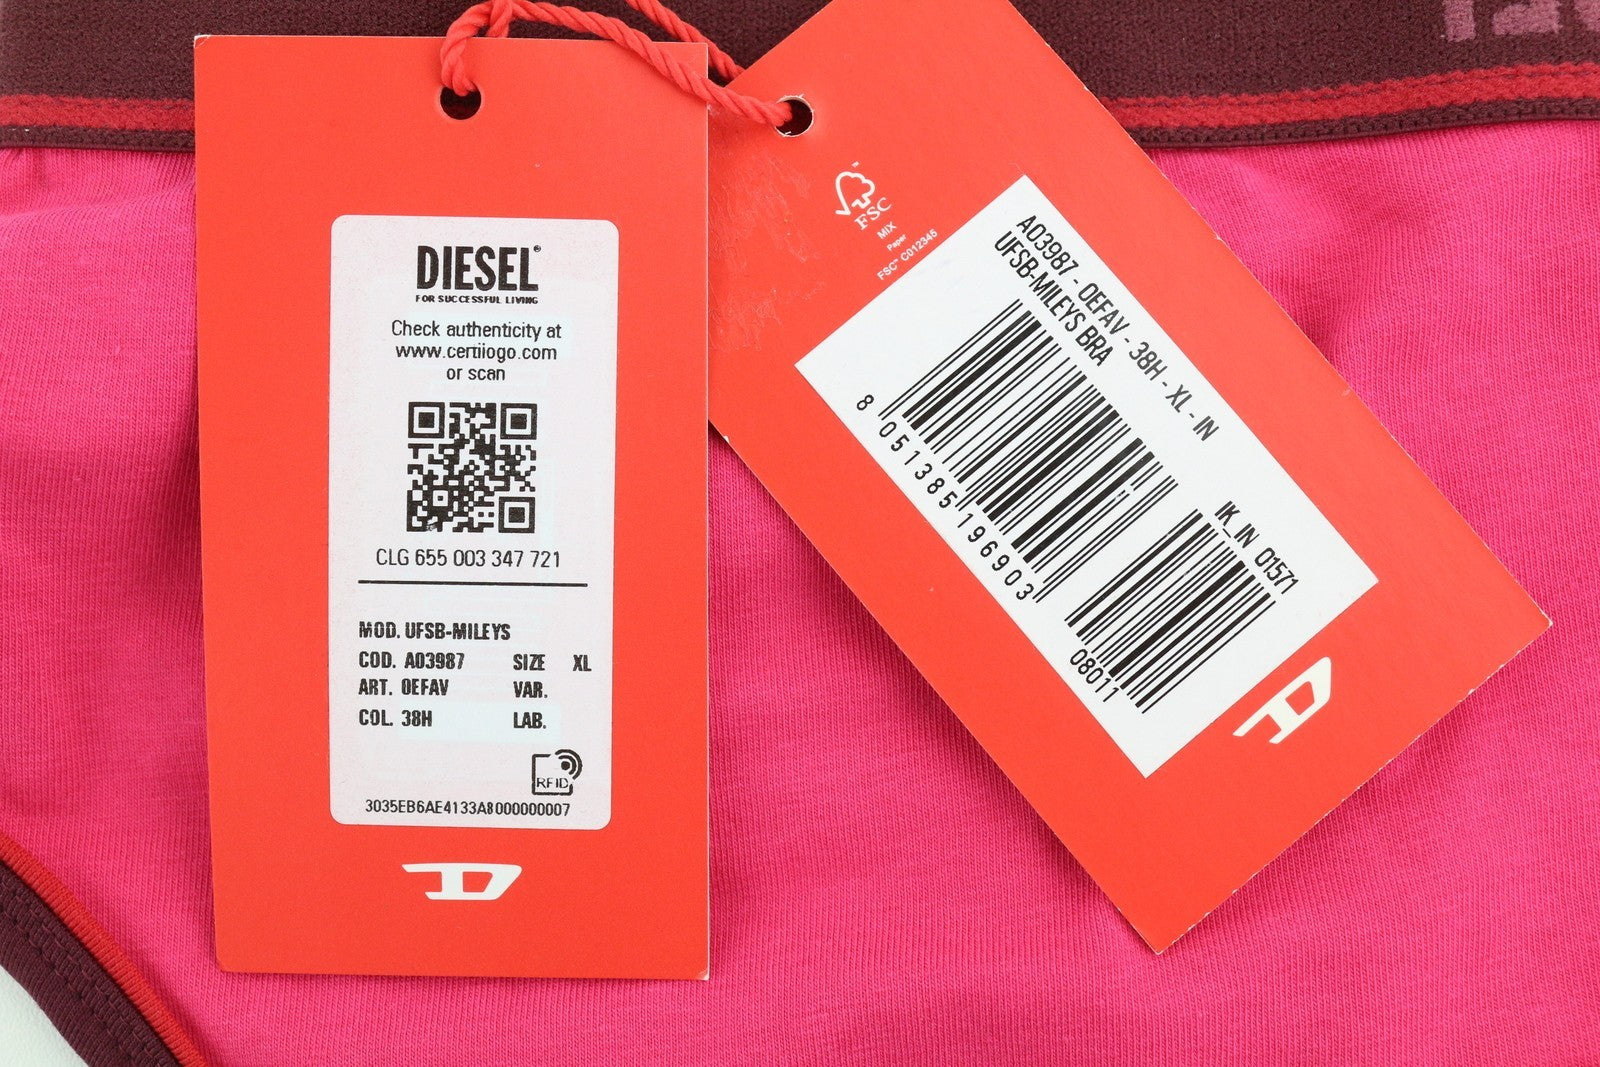 DIESEL®
FOR SUCCESSFUL LIVING
Check authenticity at
www.certilogo.com
or scan
CLG 655 003 347 721
MOD. UFSB-MILEYS
COD. A03987 SIZE XL
ART. 0EFAV VAR.
COL. 38H LAB.
RFID
3035EB6AE4133A8000000007
FSC
MIX
Paper
FSC™ C012345
A03987 - 0EFAV - 38H - XL - IN
UFSB-MILEYS BRA
8 051385 196903
IK_IN 01571
08011